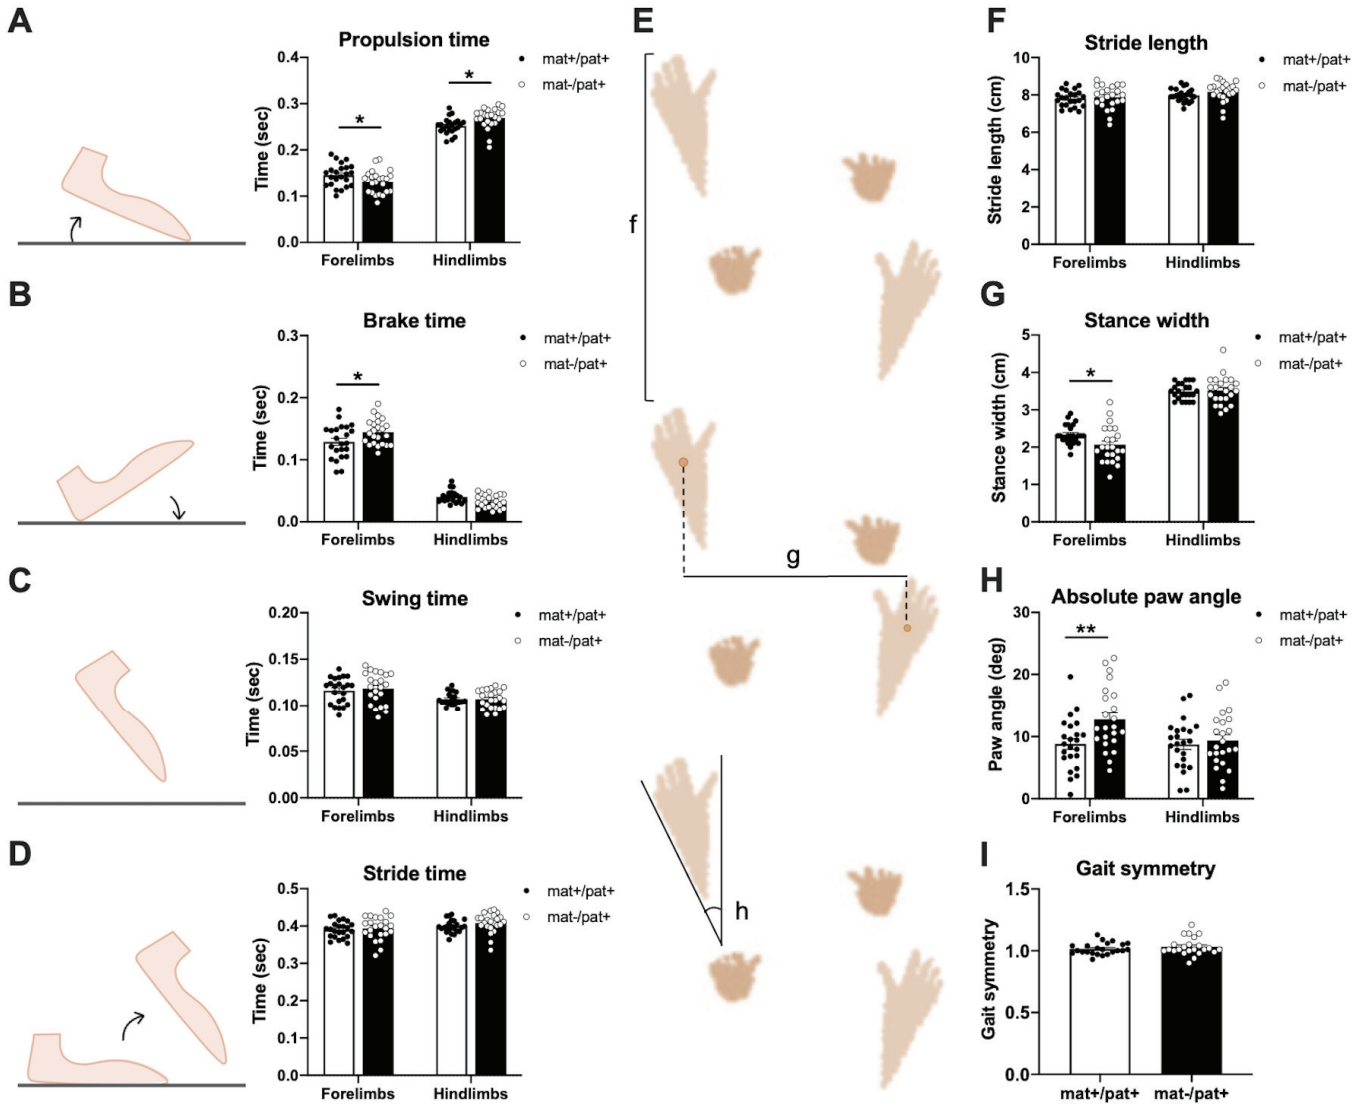 A
Propulsion time
mat+/pat+
mat-/pat+
Time (sec)
0.4
0.3
0.2
0.1
0.0
*
*
Forelimbs
Hindlimbs
B
Brake time
mat+/pat+
mat-/pat+
Time (sec)
0.3
0.2
0.1
0.0
*
Forelimbs
Hindlimbs
C
Swing time
mat+/pat+
mat-/pat+
Time (sec)
0.20
0.15
0.10
0.05
0.00
Forelimbs
Hindlimbs
D
Stride time
mat+/pat+
mat-/pat+
Time (sec)
0.5
0.4
0.3
0.2
0.1
0.0
Forelimbs
Hindlimbs
E
f
g
h
F
Stride length
mat+/pat+
mat-/pat+
Stride length (cm)
10
8
6
4
2
0
Forelimbs
Hindlimbs
G
Stance width
mat+/pat+
mat-/pat+
Stance width (cm)
5
4
3
2
1
0
*
Forelimbs
Hindlimbs
H
Absolute paw angle
mat+/pat+
mat-/pat+
Paw angle (deg)
30
20
10
0
**
Forelimbs
Hindlimbs
I
Gait symmetry
Gait symmetry
1.5
1.0
0.5
0.0
mat+/pat+
mat-/pat+